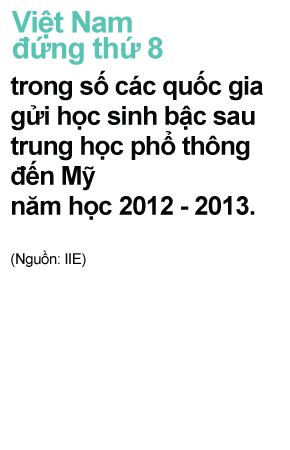 Việt Nam
đứng thứ 8
trong số các quốc gia
gửi học sinh bậc sau
trung học phổ thông
đến Mỹ
năm học 2012 - 2013.
(Nguồn: IIE)